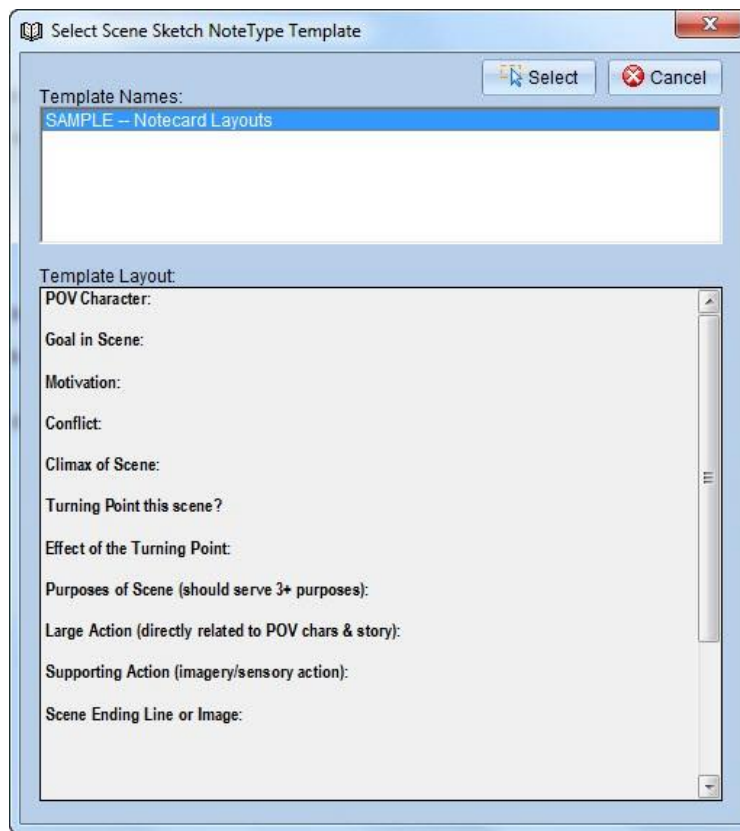 Select Scene Sketch NoteType Template
Select
Cancel
Template Names:
SAMPLE -- Notecard Layouts
Template Layout:
POV Character:
Goal in Scene:
Motivation:
Conflict:
Climax of Scene:
Turning Point this scene?
Effect of the Turning Point:
Purposes of Scene (should serve 3+ purposes):
Large Action (directly related to POV chars & story):
Supporting Action (imagery/sensory action):
Scene Ending Line or Image: